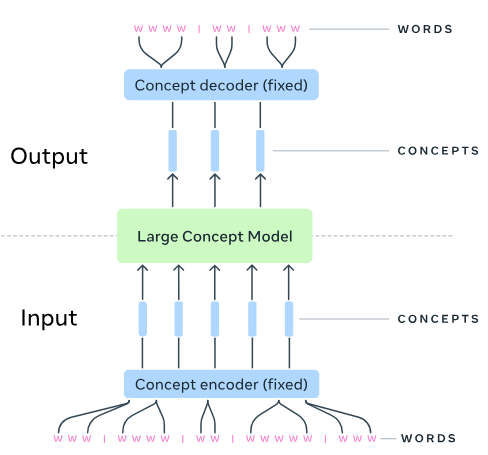 W W W W | W W | W W W WORDS
Concept decoder (fixed)
Output
CONCEPTS
Large Concept Model
Input
CONCEPTS
Concept encoder (fixed)
W W W | W W W W | W W | W W W W W | W W W WORDS